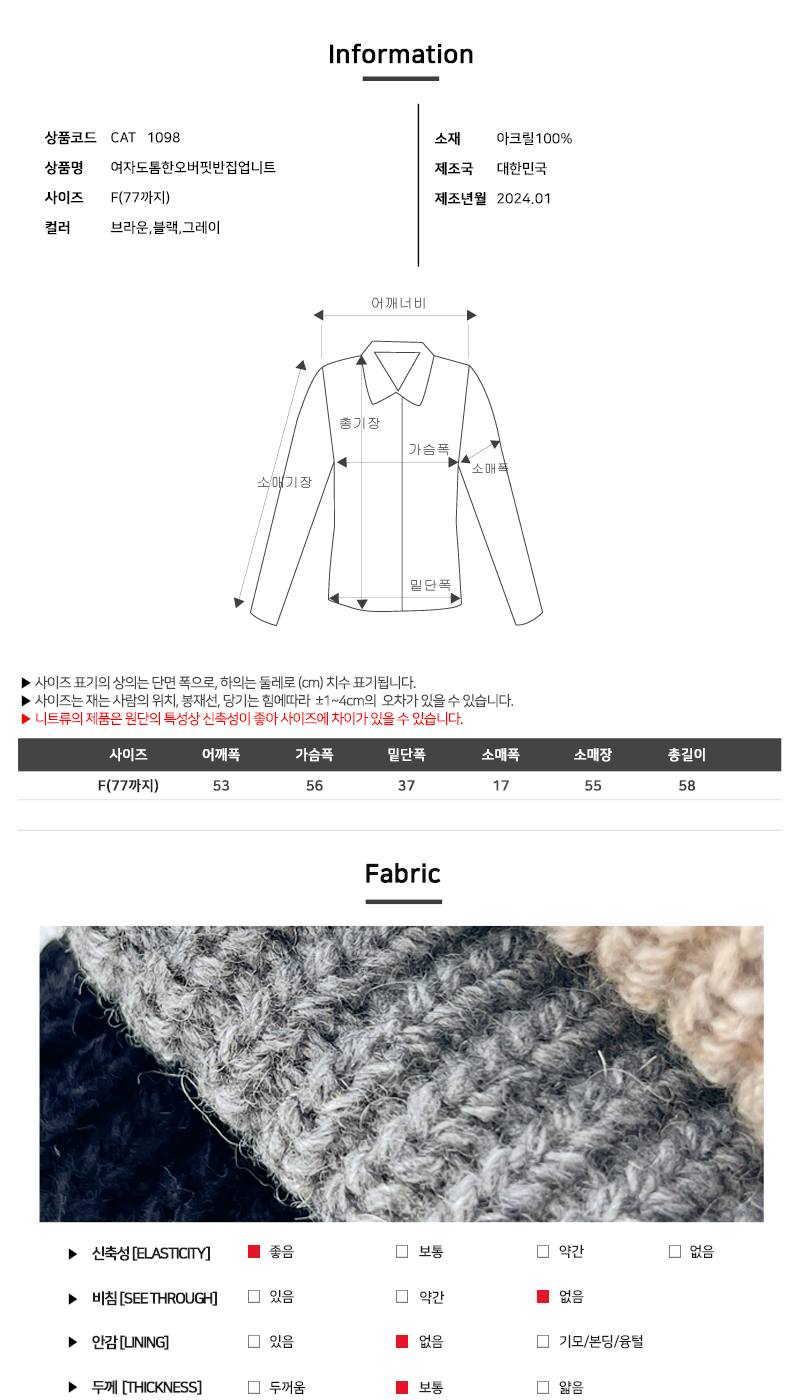 Information
상품코드 CAT 1098
상품명 여자도톰한오버핏반집업니트
사이즈 F(77까지)
컬러 브라운,블랙,그레이
소재 아크릴100%
제조국 대한민국
제조년월 2024.01
어깨너비
총기장
가슴폭
소매폭
소매기장
밑단폭
▶ 사이즈 표기의 상의는 단면 폭으로, 하의는 둘레로 (cm) 치수 표기됩니다.
▶ 사이즈는 재는 사람의 위치, 봉재선, 당기는 힘에따라 ±1~4cm의 오차가 있을 수 있습니다.
▶ 니트류의 제품은 원단의 특성상 신축성이 좋아 사이즈에 차이가 있을 수 있습니다.
사이즈 어깨폭 가슴폭 밑단폭 소매폭 소매장 총길이
F(77까지) 53 56 37 17 55 58
Fabric
▶ 신축성 [ELASTICITY] 좋음 보통 약간 없음
▶ 비침 [SEE THROUGH] 있음 약간 없음
▶ 안감 [LINING] 있음 없음 기모/본딩/융털
▶ 두께 [THICKNESS] 두꺼움 보통 얇음